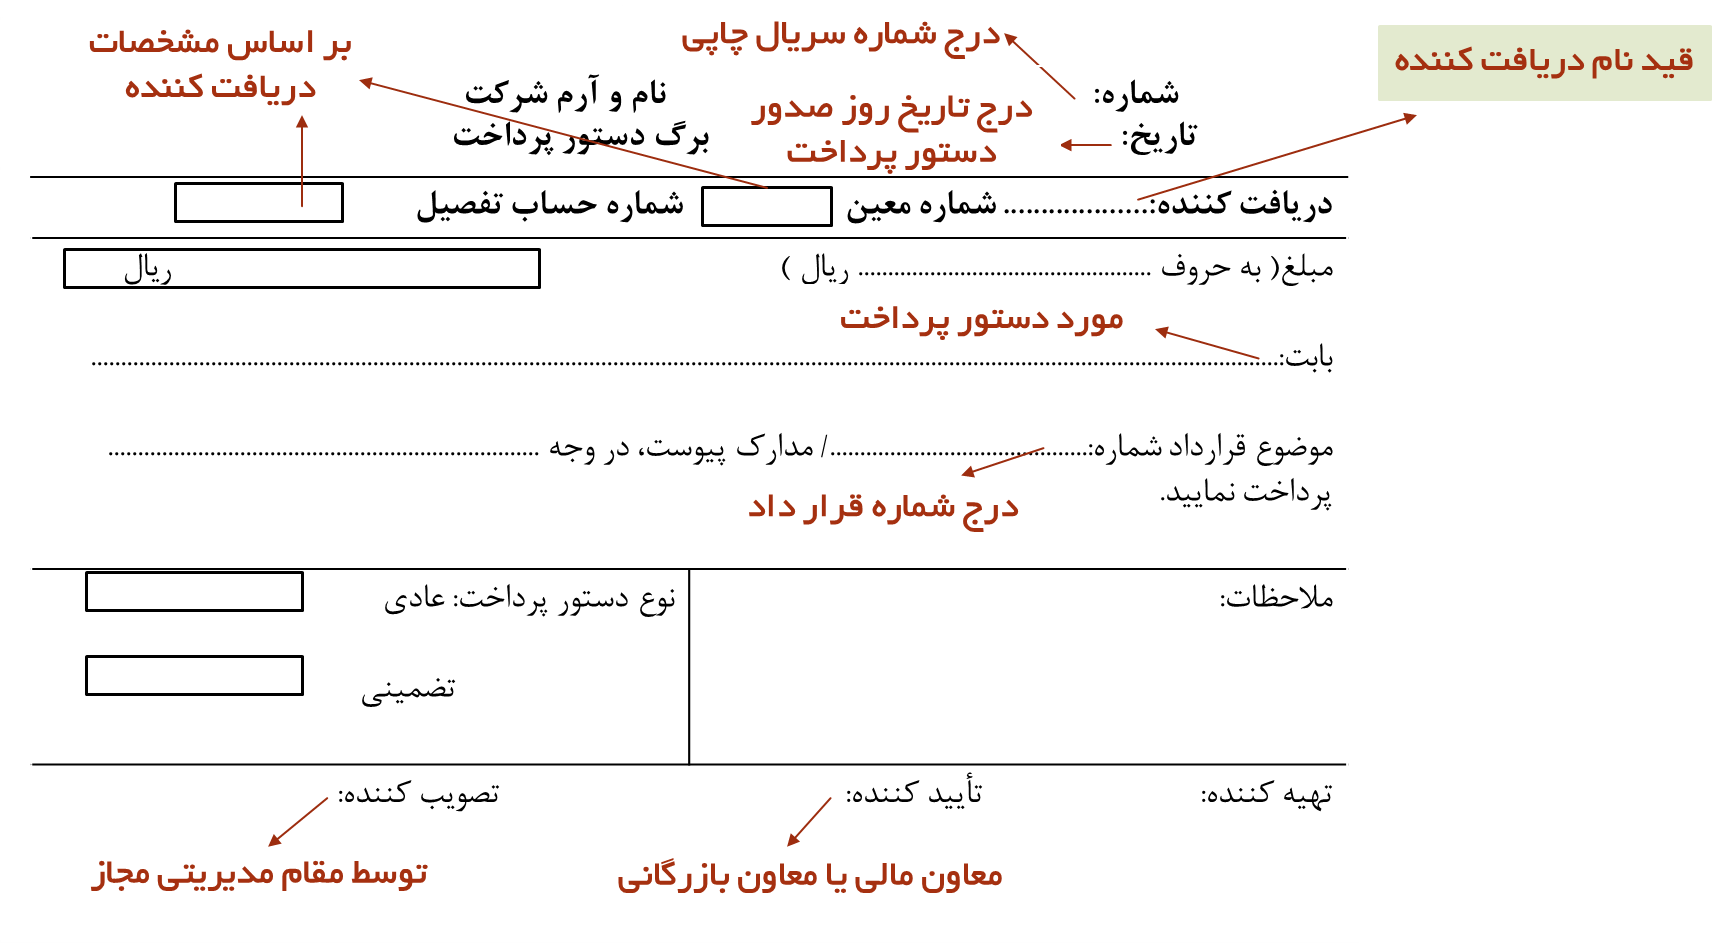 قید نام دریافت کننده
درج شماره سریال چاپی
بر اساس مشخصات
دریافت کننده
شماره:
نام و آرم شرکت
درج تاریخ روز صدور
دستور پرداخت
تاریخ:
برگ دستور پرداخت
دریافت کننده:................... شماره معین شماره حساب تفصیل
مبلغ( به حروف ................................................. ریال ) ریال
مورد دستور پرداخت
بابت:........................................................................................................................................................................................................
موضوع قرارداد شماره:........................................../ مدارک پیوست، در وجه ........................................................................
پرداخت نمایید.
درج شماره قرار داد
ملاحظات:
نوع دستور پرداخت: عادی
تضمینی
تهیه کننده: تأیید کننده: تصویب کننده:
معاون مالی یا معاون بازرگانی
توسط مقام مدیریتی مجاز